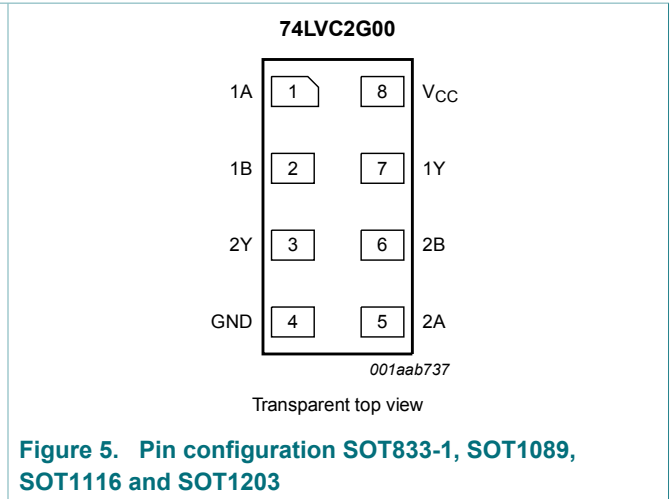 74LVC2G00
1A 1 8 VCC
1B 2 7 1Y
2Y 3 6 2B
GND 4 5 2A
001aab737
Transparent top view
Figure 5. Pin configuration SOT833-1, SOT1089,
SOT1116 and SOT1203